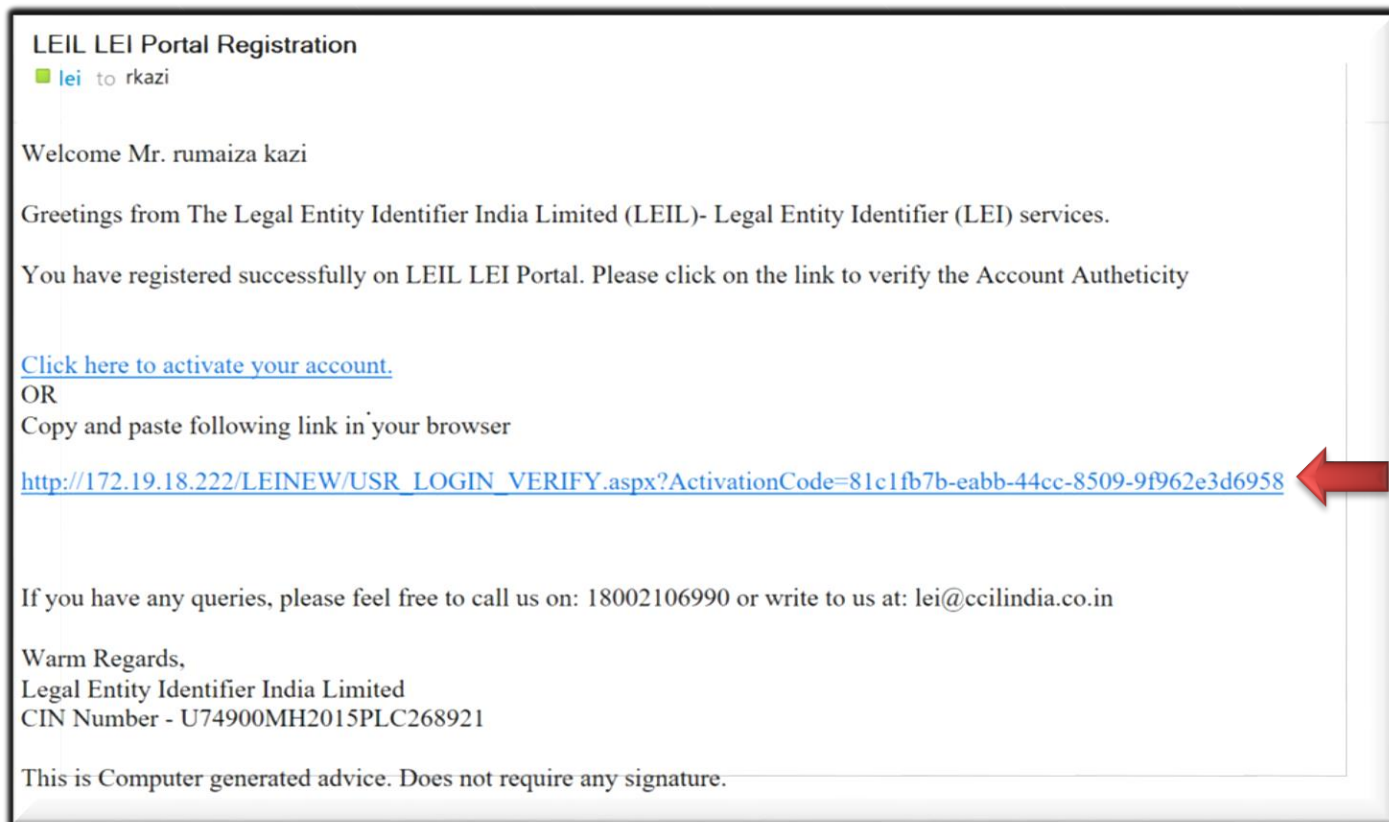 LEIL LEI Portal Registration
lei to rkazi
Welcome Mr. rumaiza kazi
Greetings from The Legal Entity Identifier India Limited (LEIL)- Legal Entity Identifier (LEI) services.
You have registered successfully on LEIL LEI Portal. Please click on the link to verify the Account Autheticity
Click here to activate your account.
OR
Copy and paste following link in your browser
http://172.19.18.222/LEINEW/USR_LOGIN_VERIFY.aspx?ActivationCode=81c1fb7b-eabb-44cc-8509-9f962e3d6958
If you have any queries, please feel free to call us on: 18002106990 or write to us at: lei@ccilindia.co.in
Warm Regards,
Legal Entity Identifier India Limited
CIN Number - U74900MH2015PLC268921
This is Computer generated advice. Does not require any signature.